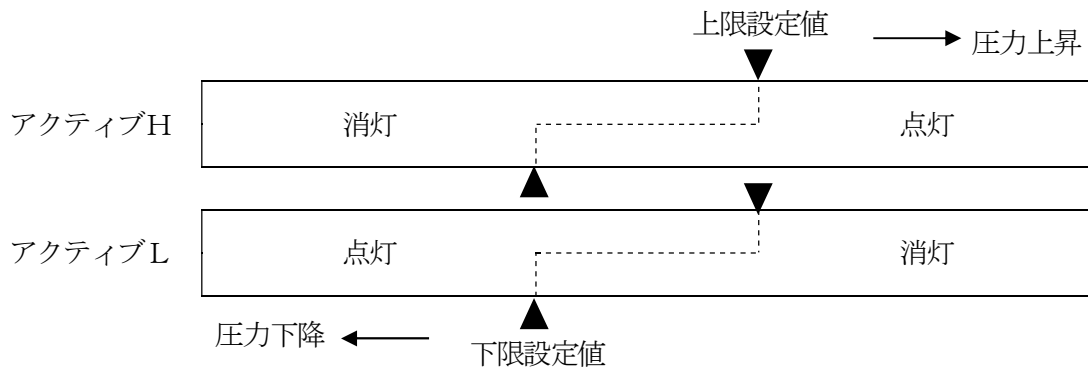 上限設定値
圧力上昇
アクティブH 消灯 点灯
アクティブL 点灯 消灯
圧力下降
下限設定値